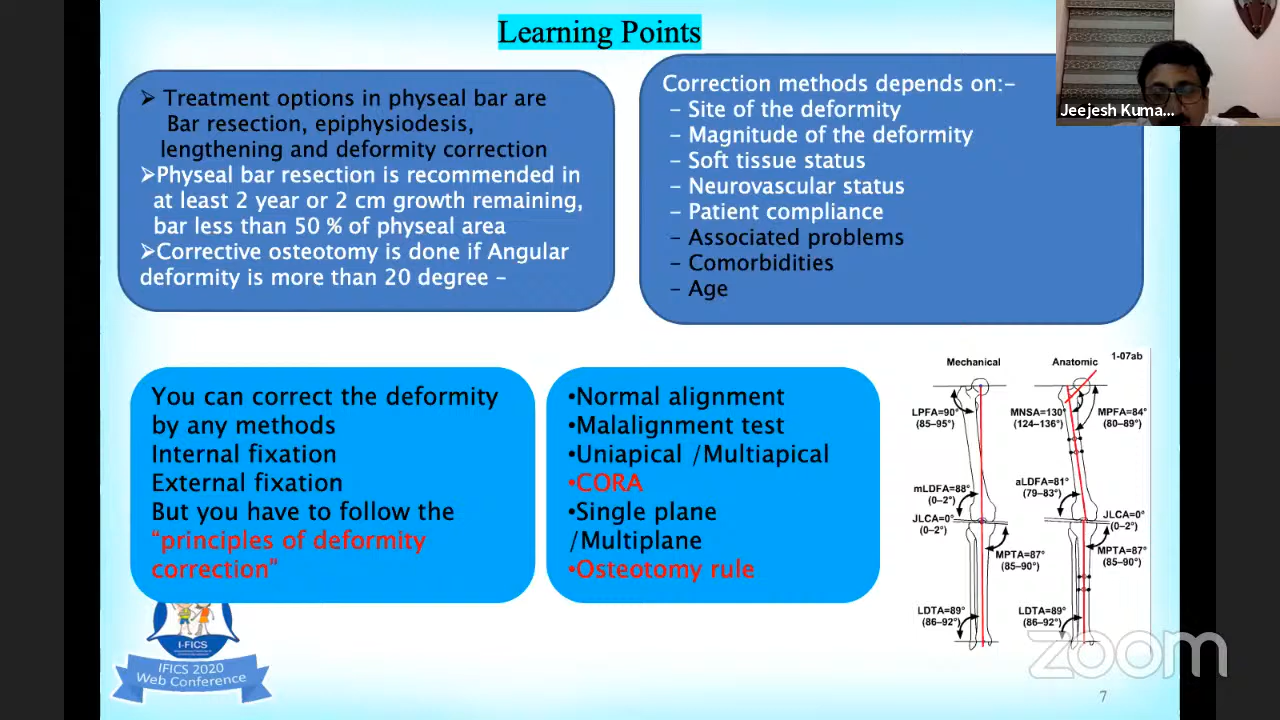 Learning Points
Jeejesh Kuma...
➤ Treatment options in physeal bar are
Bar resection, epiphysiodesis,
lengthening and deformity correction
➤Physeal bar resection is recommended in
at least 2 year or 2 cm growth remaining,
bar less than 50 % of physeal area
➤Corrective osteotomy is done if Angular
deformity is more than 20 degree –
Correction methods depends on:-
– Site of the deformity
– Magnitude of the deformity
– Soft tissue status
– Neurovascular status
– Patient compliance
– Associated problems
– Comorbidities
– Age
You can correct the deformity
by any methods
Internal fixation
External fixation
But you have to follow the
“principles of deformity
correction”
•Normal alignment
•Malalignment test
•Uniapical /Multiapical
•CORA
•Single plane
/Multiplane
•Osteotomy rule
1-07ab
Mechanical
Anatomic
LPFA=90°
(85–95°)
MNSA=130°
(124–136°)
MPFA=84°
(80–89°)
mLDFA=88°
(0–2°)
aLDFA=81°
(79–83°)
JLCA=0°
(0–2°)
JLCA=0°
(0–2°)
MPTA=87°
(85–90°)
MPTA=87°
(85–90°)
LDTA=89°
(86–92°)
LDTA=89°
(86–92°)
I-FICS
IFICS 2020
Web Conference
zoom
7